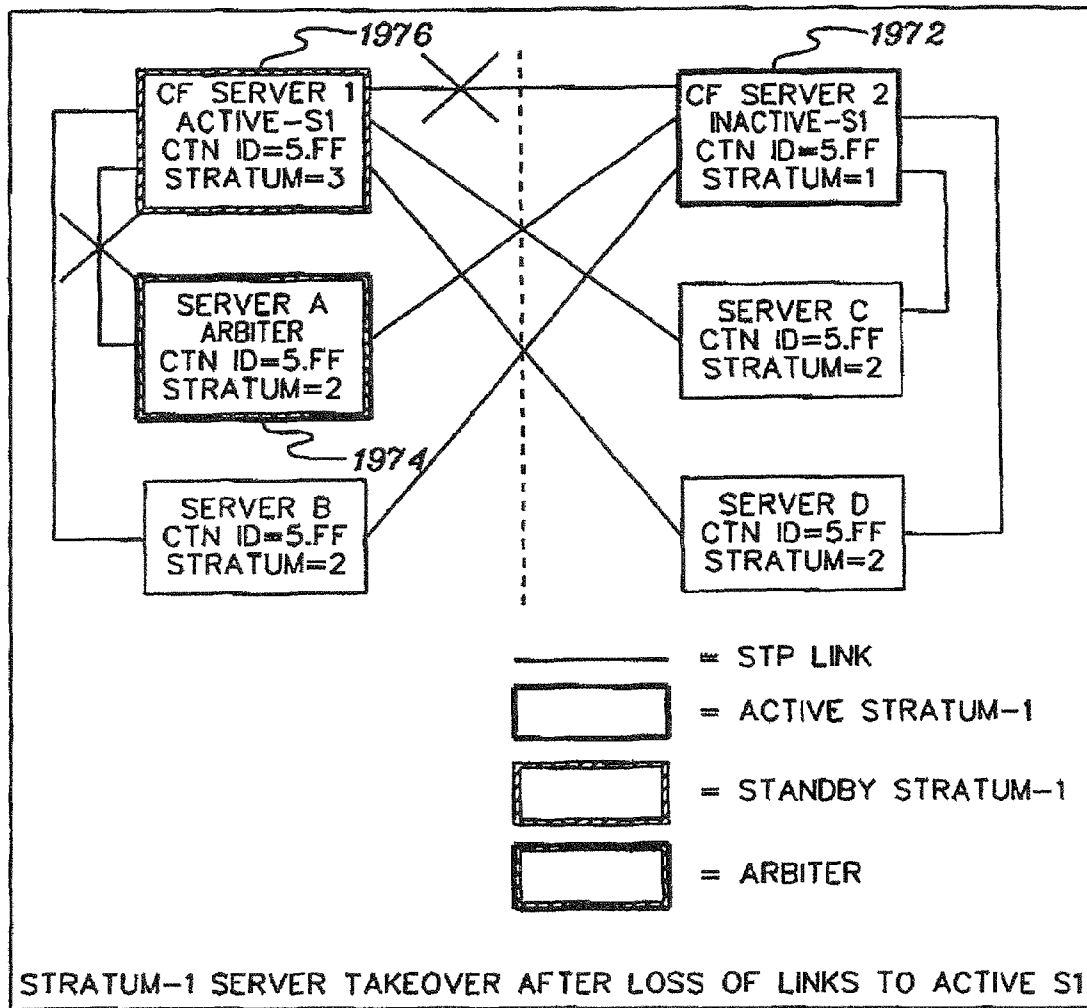 1976
CF SERVER 1
ACTIVE-S1
CTN ID=5.FF
STRATUM=3
1972
CF SERVER 2
INACTIVE-S1
CTN ID=5.FF
STRATUM=1
SERVER A
ARBITER
CTN ID=5.FF
STRATUM=2
1974
SERVER C
CTN ID=5.FF
STRATUM=2
SERVER B
CTN ID=5.FF
STRATUM=2
SERVER D
CTN ID=5.FF
STRATUM=2
= STP LINK
= ACTIVE STRATUM-1
= STANDBY STRATUM-1
= ARBITER
STRATUM-1 SERVER TAKEOVER AFTER LOSS OF LINKS TO ACTIVE S1